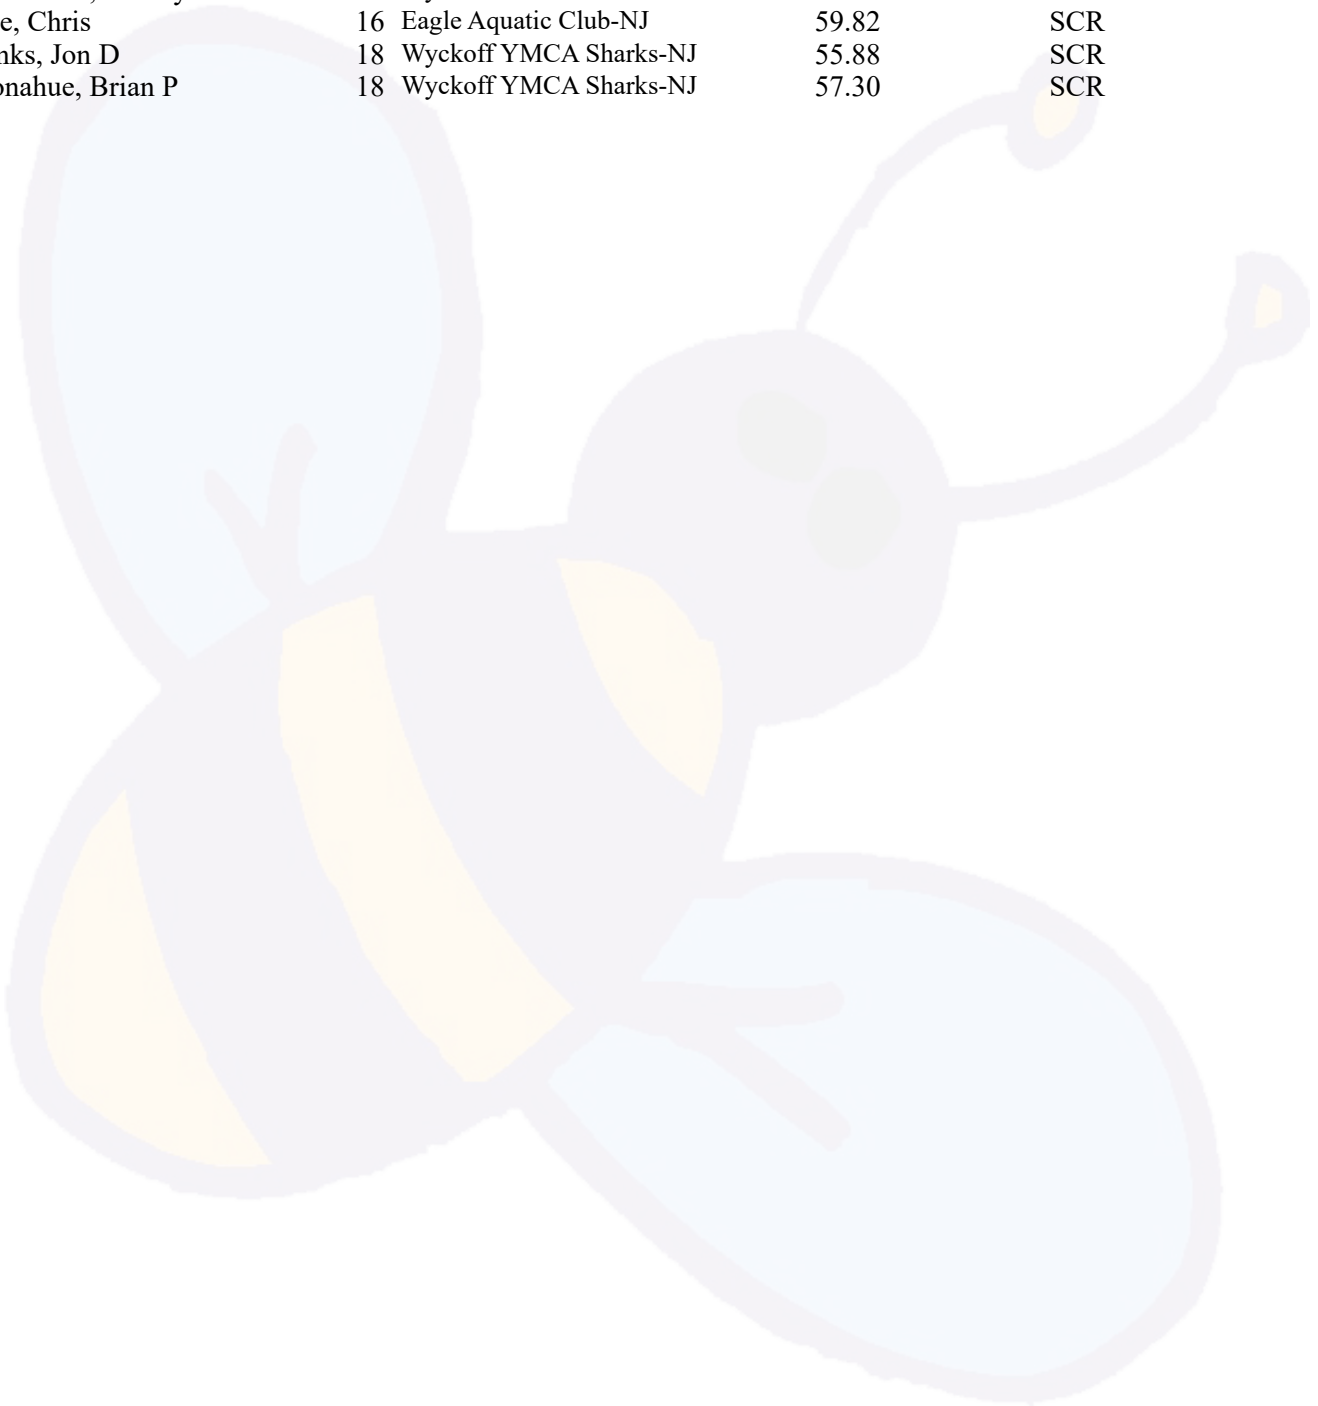 e, Chris 16 Eagle Aquatic Club-NJ 59.82 SCR
nks, Jon D 18 Wyckoff YMCA Sharks-NJ 55.88 SCR
onahue, Brian P 18 Wyckoff YMCA Sharks-NJ 57.30 SCR